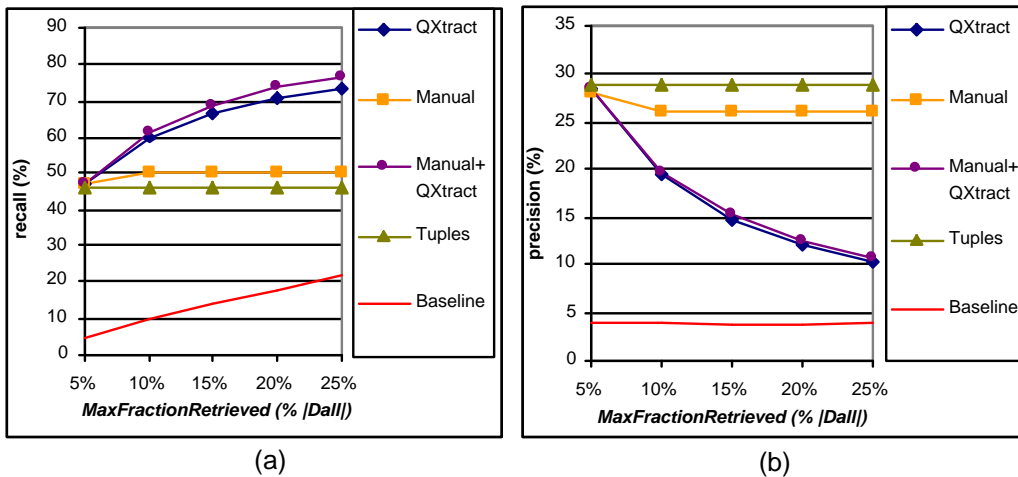 90
80
70
60
50
40
30
20
10
0
recall (%)
5% 10% 15% 20% 25%
MaxFractionRetrieved (% |Dall|)
QXtract
Manual
Manual+
QXtract
Tuples
Baseline
(a)
35
30
25
20
15
10
5
0
precision (%)
5% 10% 15% 20% 25%
MaxFractionRetrieved (% |Dall|)
QXtract
Manual
Manual+
QXtract
Tuples
Baseline
(b)